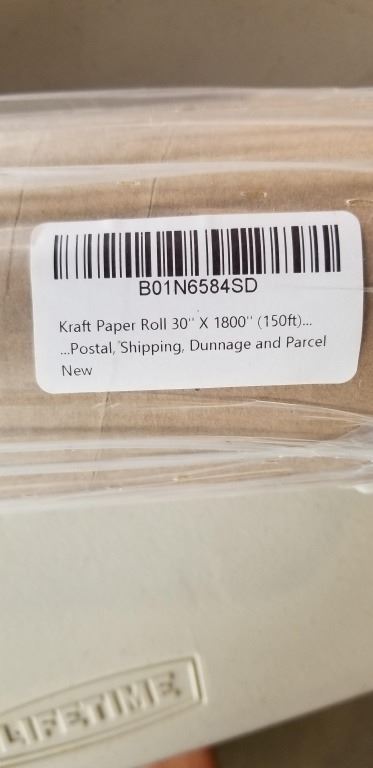 B01N6584SD
Kraft Paper Roll 30" X 1800" (150ft)...
...Postal, Shipping, Dunnage and Parcel
New
LIFETIME